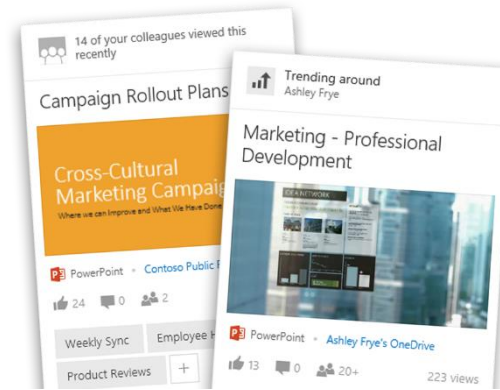 14 of your colleagues viewed this
recently
Campaign Rollout Plans
Cross-Cultural
Marketing
Where we can Improve and What We Have Done
PowerPoint • Contoso Public
24 0 2
Weekly Sync Employee
Product Reviews +
Trending around
Ashley Frye
Marketing - Professional
Development
IDEA NETWORK
PowerPoint • Ashley Frye's OneDrive
13 0 20+ 223 views